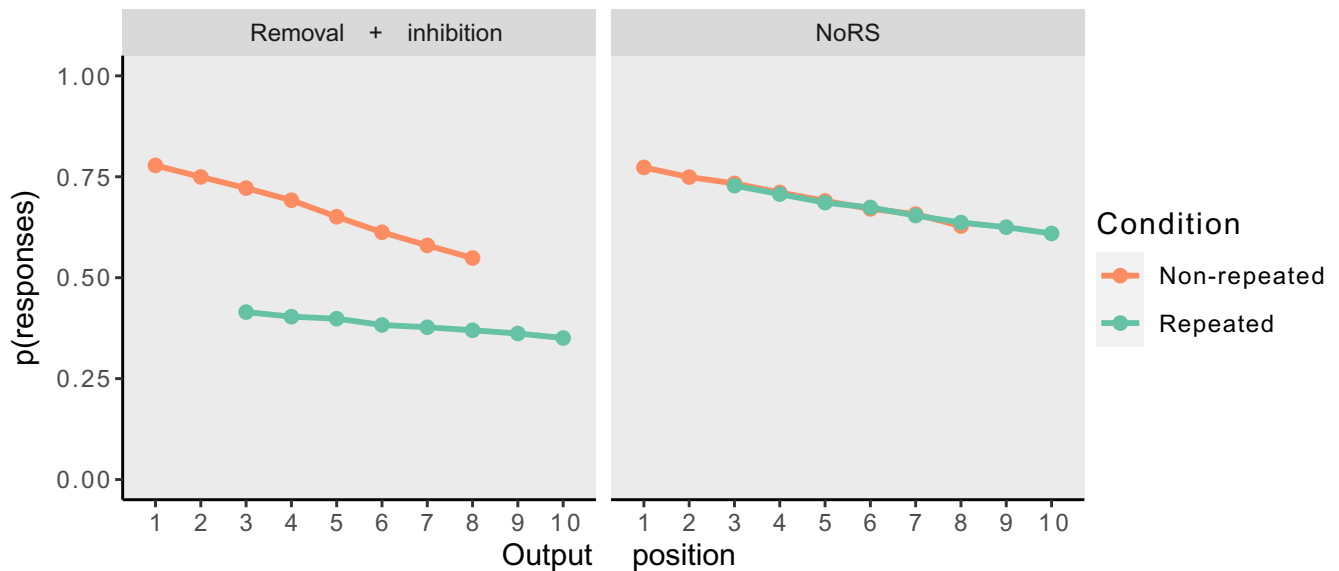 Removal + inhibition
NoRS
1.00
0.75
0.50
0.25
0.00
p(responses)
1 2 3 4 5 6 7 8 9 10
1 2 3 4 5 6 7 8 9 10
Output position
Condition
Non-repeated
Repeated